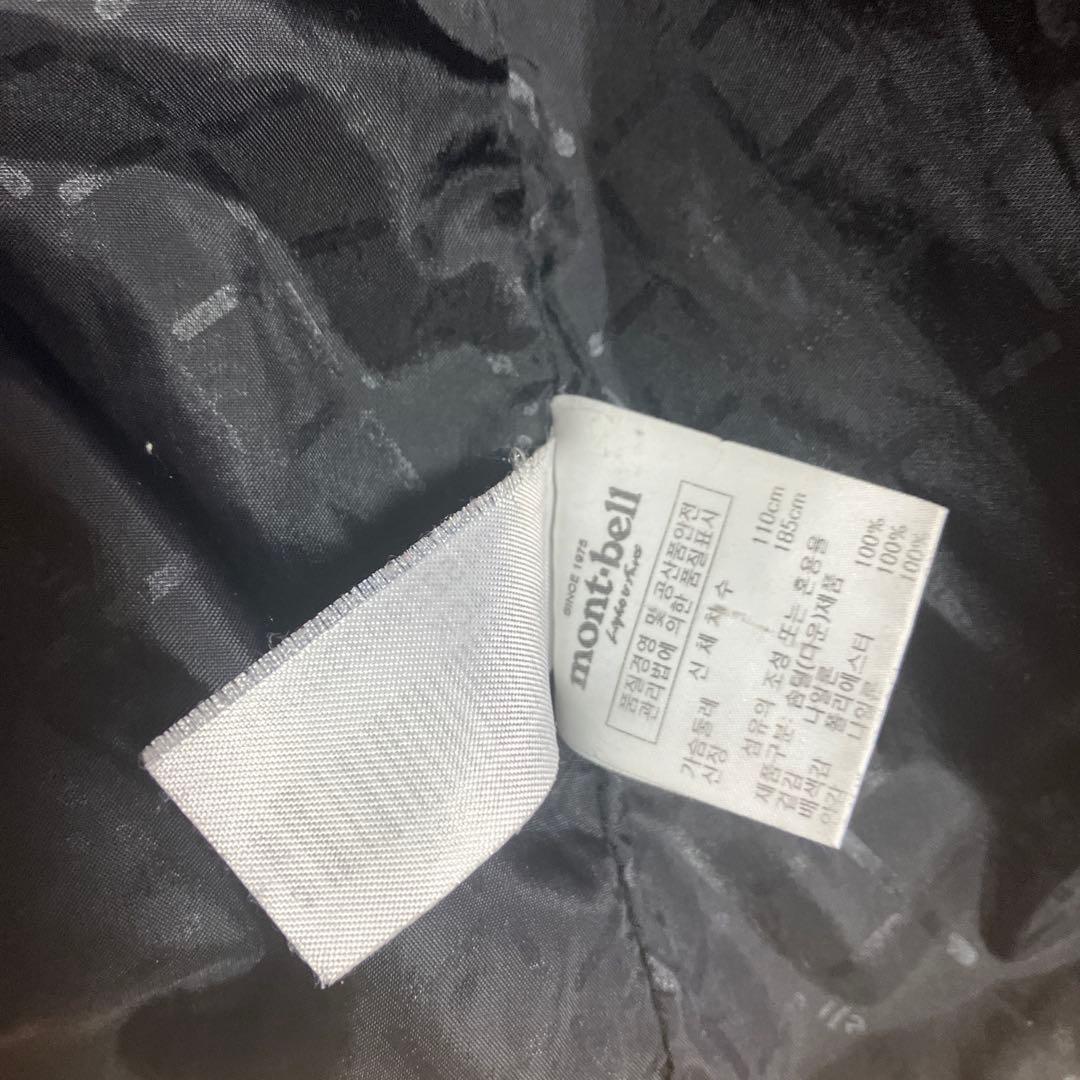 SINCE 1975
mont·bell
품질경영 및 공산품안전
관리법에 의한 품질표시
신 체 치 수
가슴둘레 110cm
신장 185cm
섬유의 조성 또는 혼용율
제품구분: 솜털(다운)제품
겉감 나일론 100%
배색감 폴리에스터 100%
안감 나일론 100%